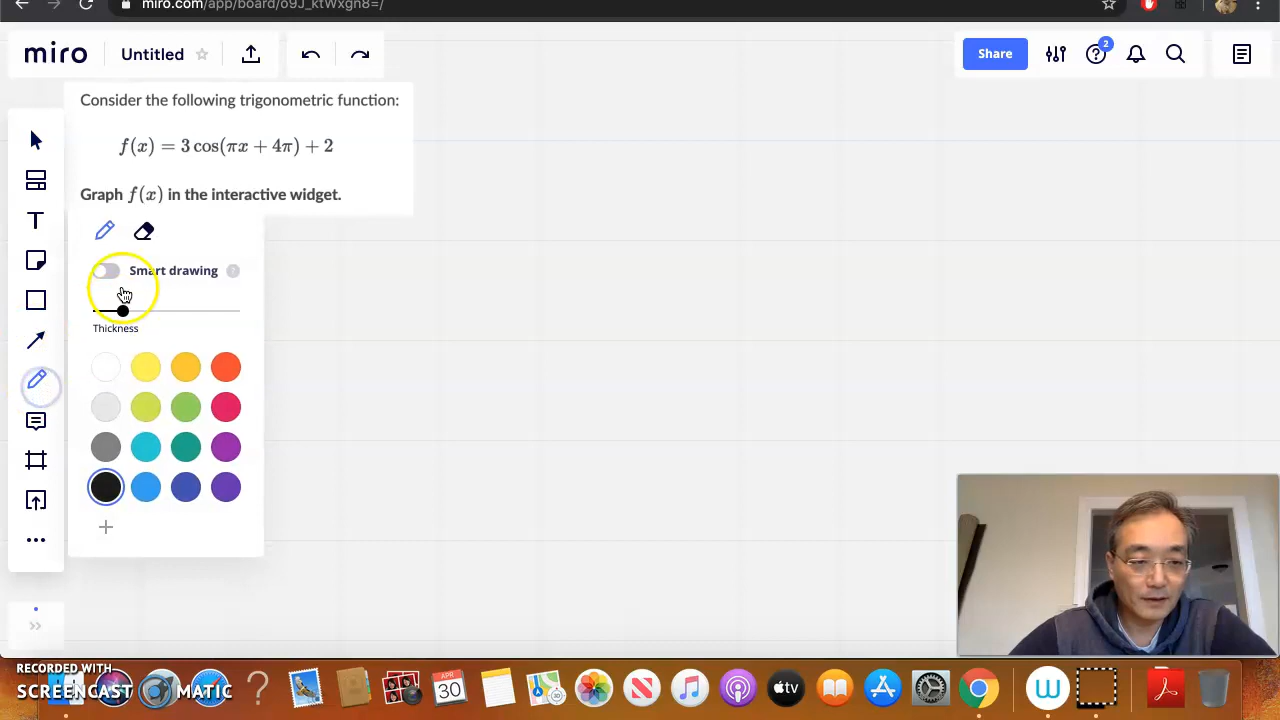 miro.com/app/board/o9J_ktWxgn8=/
miro
Untitled
Share
2
Consider the following trigonometric function:
f(x) = 3 cos(πx + 4π) + 2
Graph f(x) in the interactive widget.
T
Smart drawing ?
Thickness
+
RECORDED WITH
SCREENCAST MATIC
APR
30
tv
W